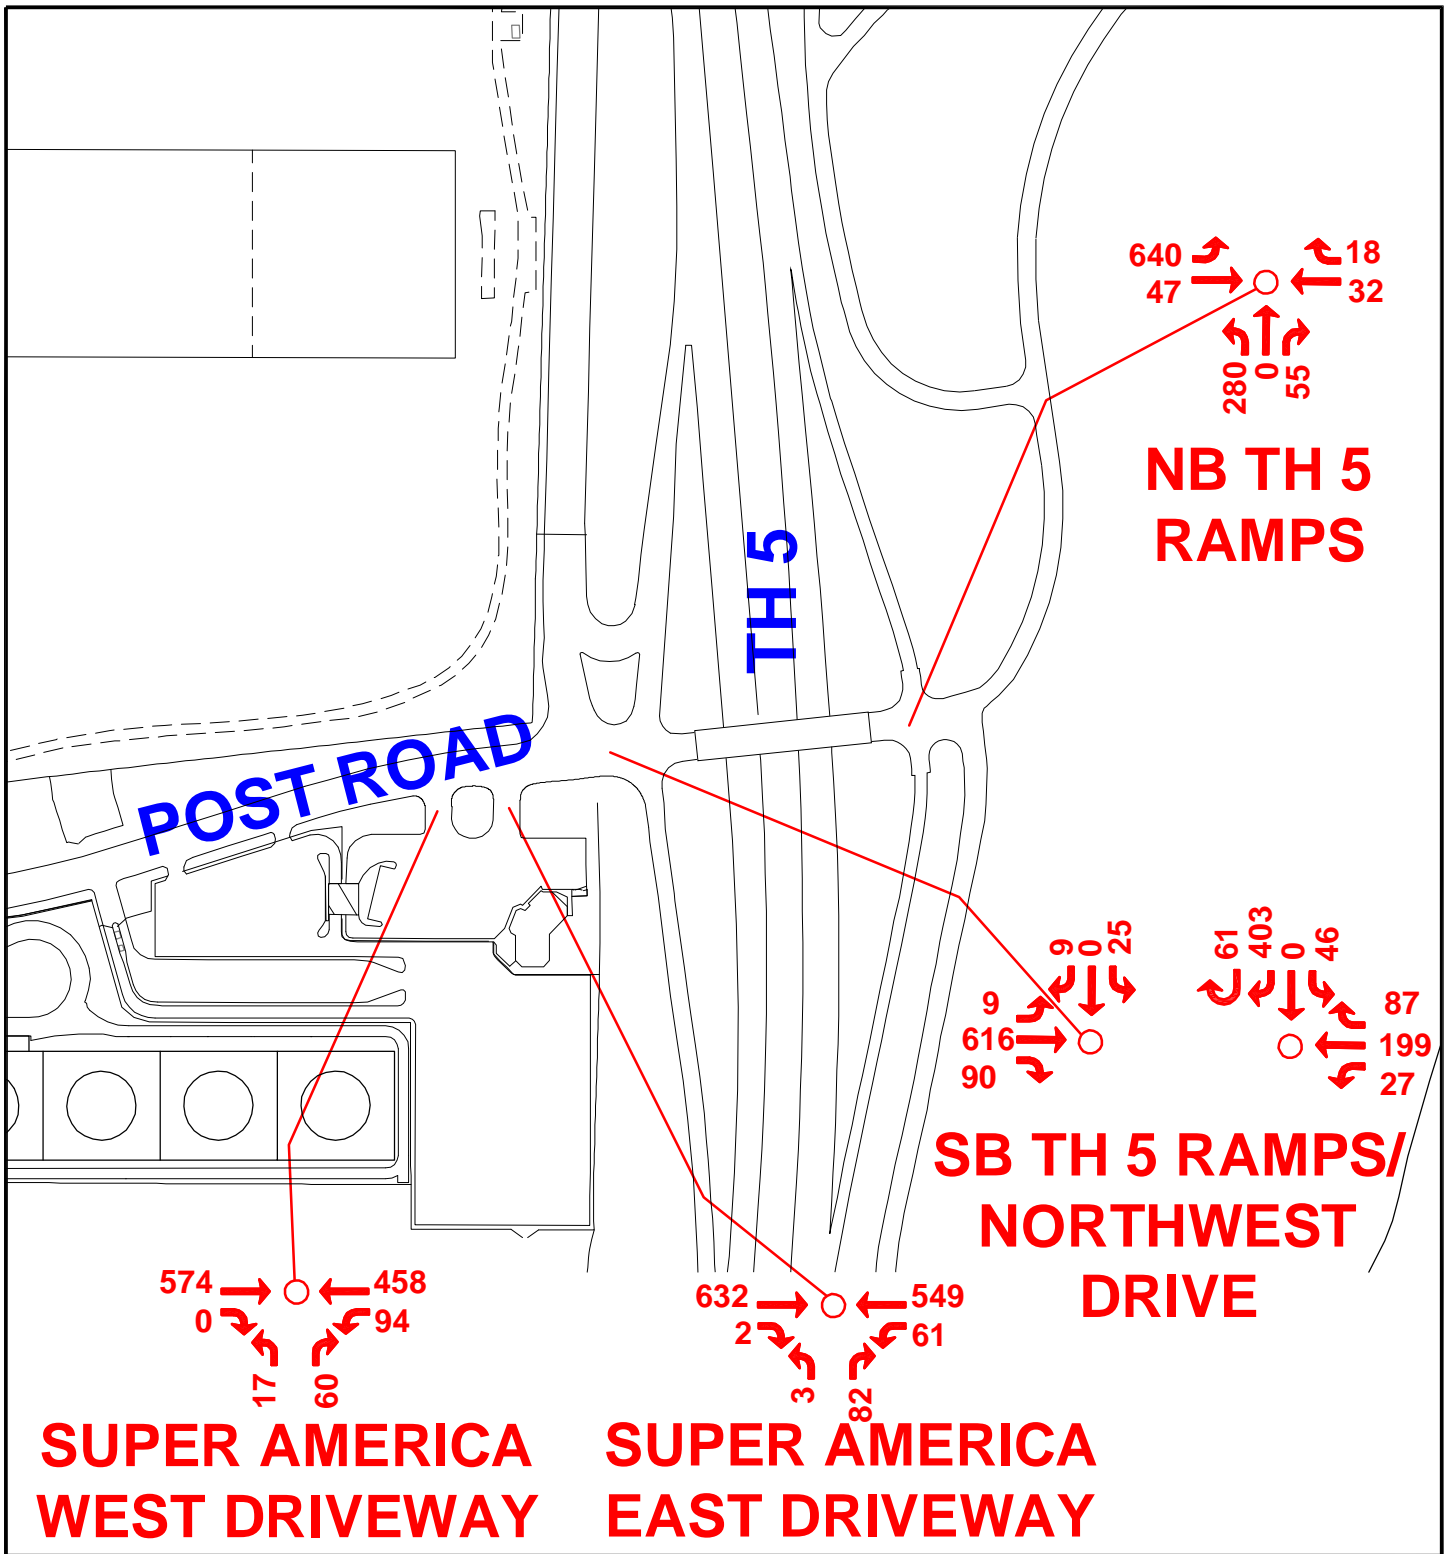 640
18
47
32
280
0
55
NB TH 5
RAMPS
TH 5
POST ROAD
9
0
25
61
403
0
46
9
87
616
199
90
27
SB TH 5 RAMPS/
NORTHWEST
DRIVE
574
458
0
94
17
60
632
549
2
61
3
82
SUPER AMERICA
WEST DRIVEWAY
SUPER AMERICA
EAST DRIVEWAY